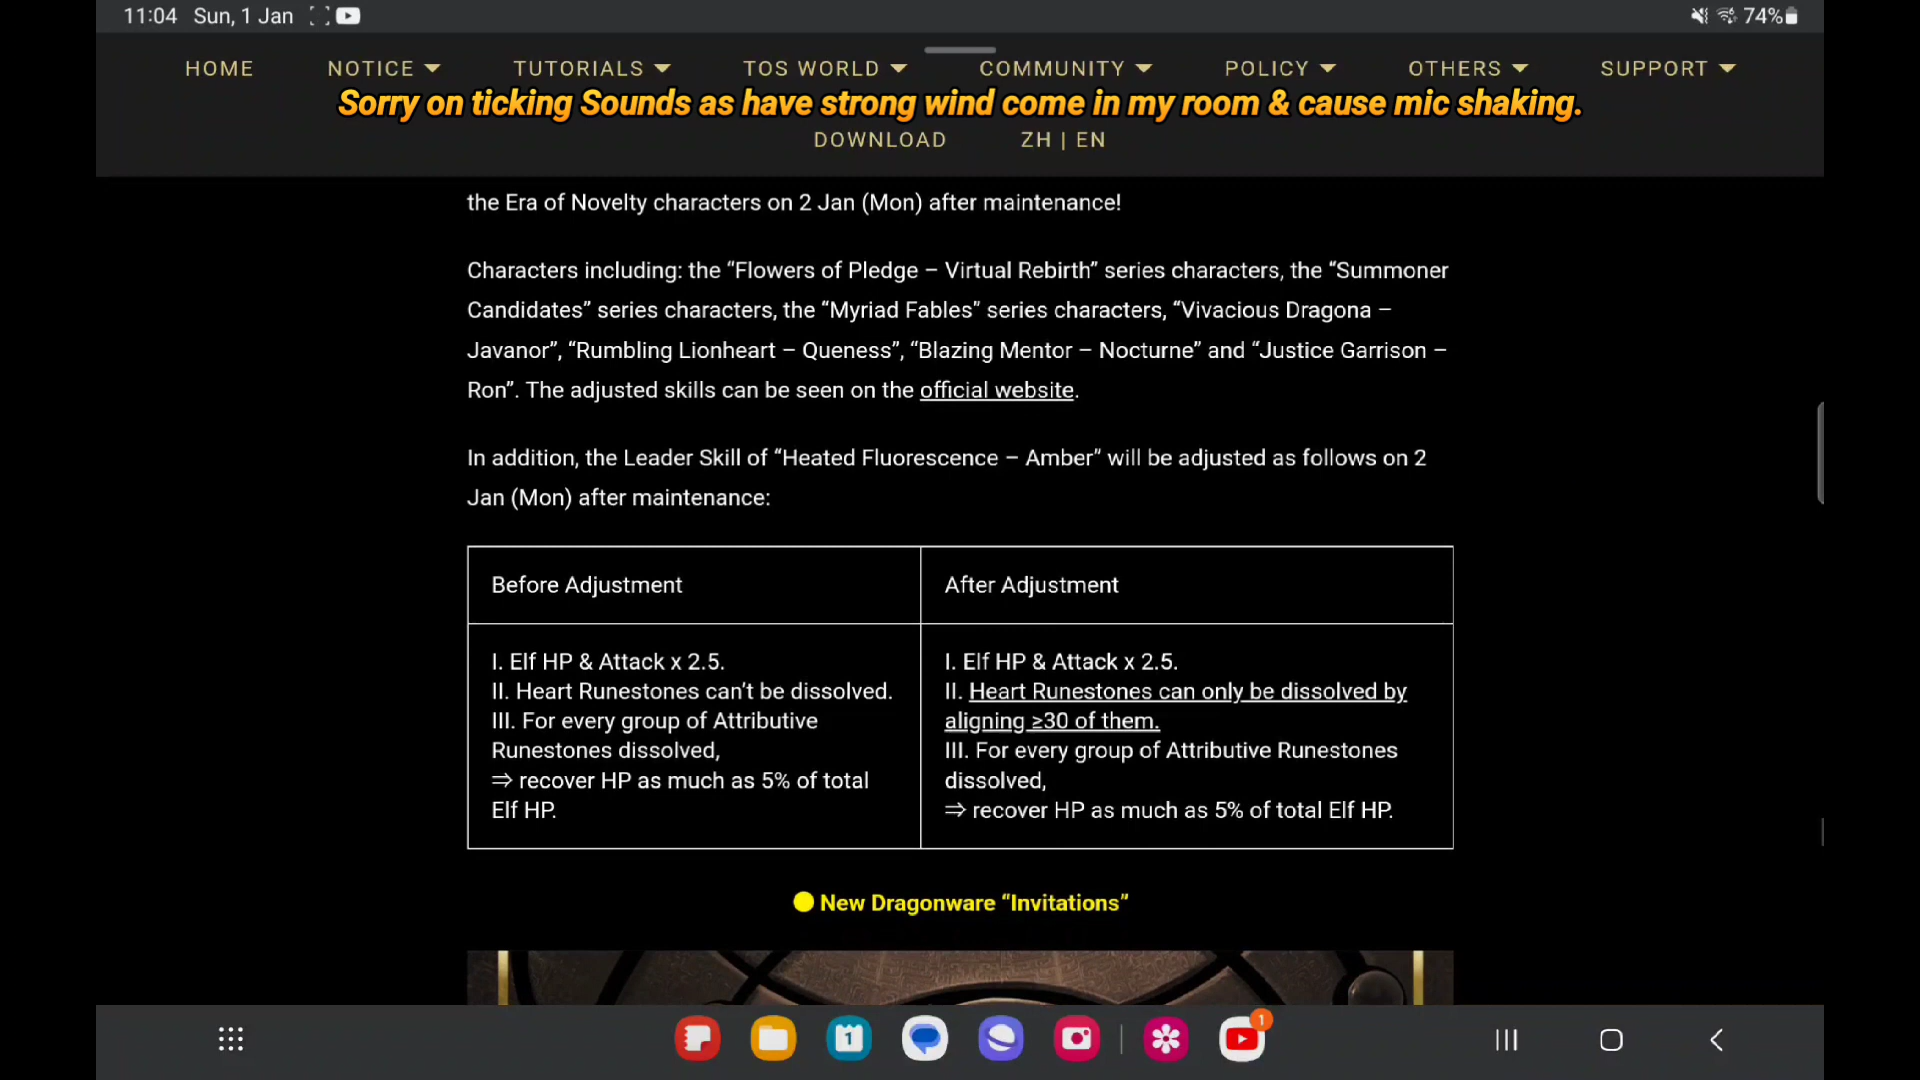 11:04 Sun, 1 Jan 74%
HOME NOTICE TUTORIALS TOS WORLD COMMUNITY POLICY OTHERS SUPPORT
Sorry on ticking Sounds as have strong wind come in my room & cause mic shaking.
DOWNLOAD ZH | EN
the Era of Novelty characters on 2 Jan (Mon) after maintenance!
Characters including: the “Flowers of Pledge – Virtual Rebirth” series characters, the “Summoner
Candidates” series characters, the “Myriad Fables” series characters, “Vivacious Dragona –
Javanor”, “Rumbling Lionheart – Queness”, “Blazing Mentor – Nocturne” and “Justice Garrison –
Ron”. The adjusted skills can be seen on the official website.
In addition, the Leader Skill of “Heated Fluorescence – Amber” will be adjusted as follows on 2
Jan (Mon) after maintenance:
Before Adjustment
After Adjustment
I. Elf HP & Attack x 2.5.
II. Heart Runestones can’t be dissolved.
III. For every group of Attributive
Runestones dissolved,
⇒ recover HP as much as 5% of total
Elf HP.
I. Elf HP & Attack x 2.5.
II. Heart Runestones can only be dissolved by
aligning ≥30 of them.
III. For every group of Attributive Runestones
dissolved,
⇒ recover HP as much as 5% of total Elf HP.
New Dragonware “Invitations”
1
1